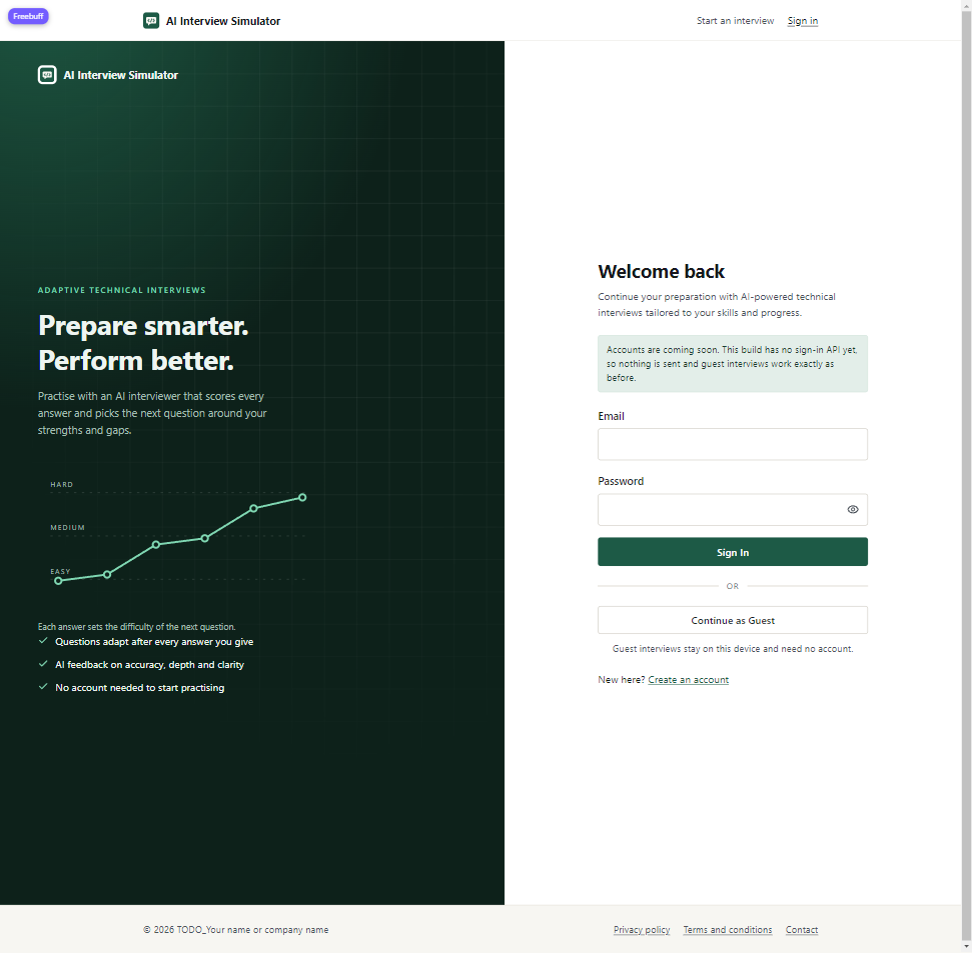 Freebuff
AI Interview Simulator
Start an interview
Sign in
AI Interview Simulator
ADAPTIVE TECHNICAL INTERVIEWS
Prepare smarter.
Perform better.
Practise with an AI interviewer that scores every
answer and picks the next question around your
strengths and gaps.
HARD
MEDIUM
EASY
Each answer sets the difficulty of the next question.
Questions adapt after every answer you give
AI feedback on accuracy, depth and clarity
No account needed to start practising
Welcome back
Continue your preparation with AI-powered technical
interviews tailored to your skills and progress.
Accounts are coming soon. This build has no sign-in API yet,
so nothing is sent and guest interviews work exactly as
before.
Email
Password
Sign In
OR
Continue as Guest
Guest interviews stay on this device and need no account.
New here? Create an account
© 2026 TODO_Your name or company name
Privacy policy
Terms and conditions
Contact